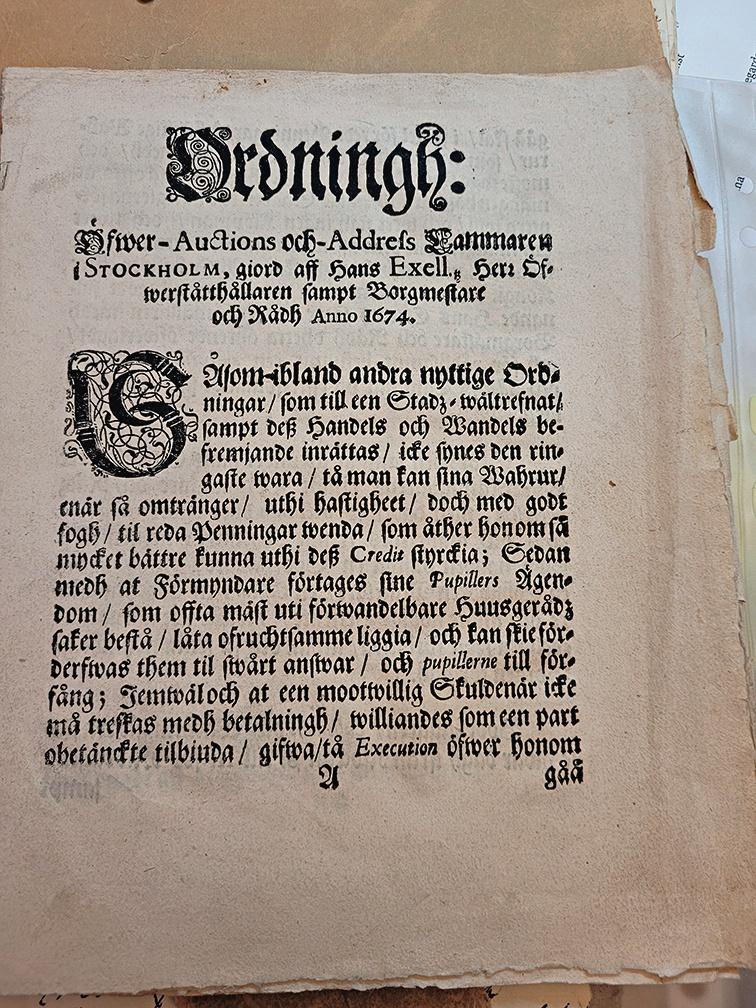 Ordningh:
Öfwer-Auctions och-Address Cammaren
i STOCKHOLM, giord aff Hans Exell., Herr Öf-
werståtthållaren sampt Borgmestare
och Rådh Anno 1674.
SÅsom ibland andra nyttige Ord-
ningar/ som till een Stadz-wältrefnat/
sampt deß Handels och Wandels be-
fremjande inrättas/ icke synes den rin-
gaste wara/ tå man kan sina Wahrur/
enär så omtränger/ uthi hastigheet/ doch med godt
fogh/ til reda Penningar wenda/ som åther honom så
mycket bättre kunna uthi deß Credit styrckia; Sedan
medh at Förmyndare förtages sine Pupillers Ägen-
dom/ som offta mäst uti förwandelbare Huusgerådz
saker bestå/ låta ofruchtsamme liggia/ och kan skie för-
derfwas them til swårt answar/ och pupillerne till för-
fång; Jemwäl och at een mootwillig Skuldenär icke
må treskas medh betalningh/ williandes som een part
obetänckte tilbiuda/ gifwa/tå Execution öfwer honom
A gåå